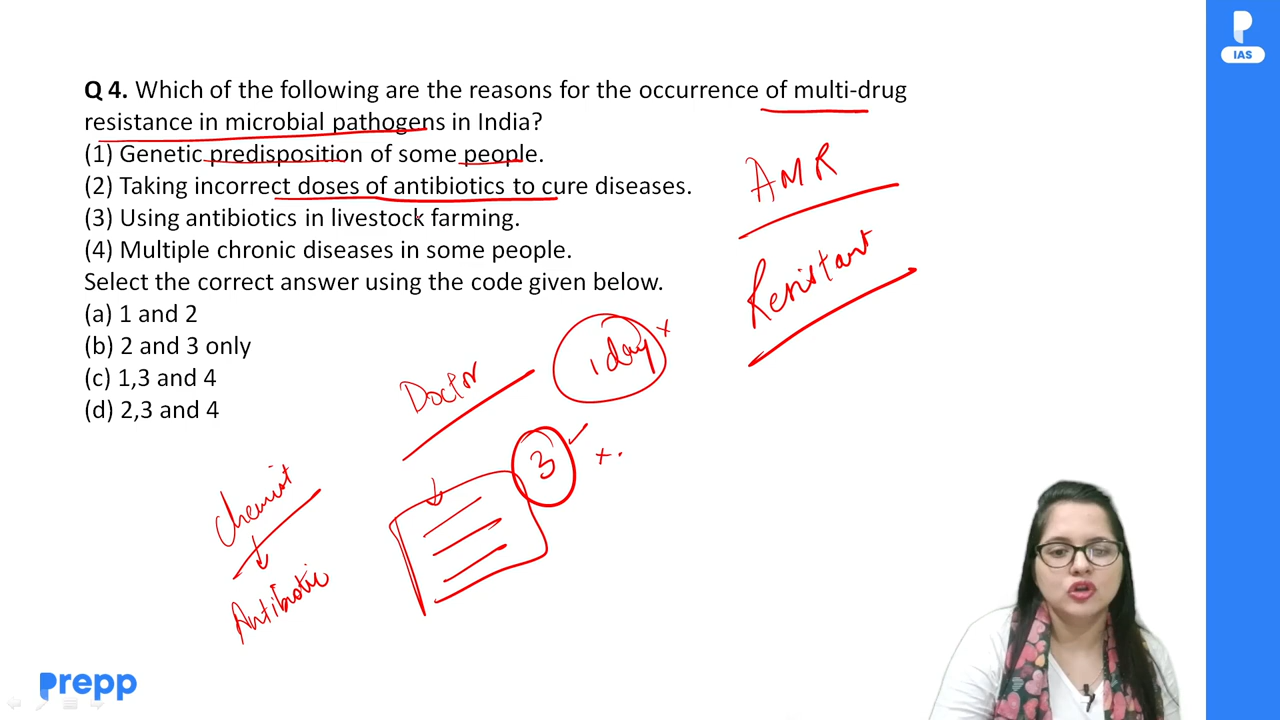 Q 4. Which of the following are the reasons for the occurrence of multi-drug
resistance in microbial pathogens in India?
(1) Genetic predisposition of some people.
(2) Taking incorrect doses of antibiotics to cure diseases.
(3) Using antibiotics in livestock farming.
(4) Multiple chronic diseases in some people.
Select the correct answer using the code given below.
(a) 1 and 2
(b) 2 and 3 only
(c) 1,3 and 4
(d) 2,3 and 4
AMR
Resistant
1 day x
Doctor
3
x.
Chemist
Antibiotic
IAS
Prepp